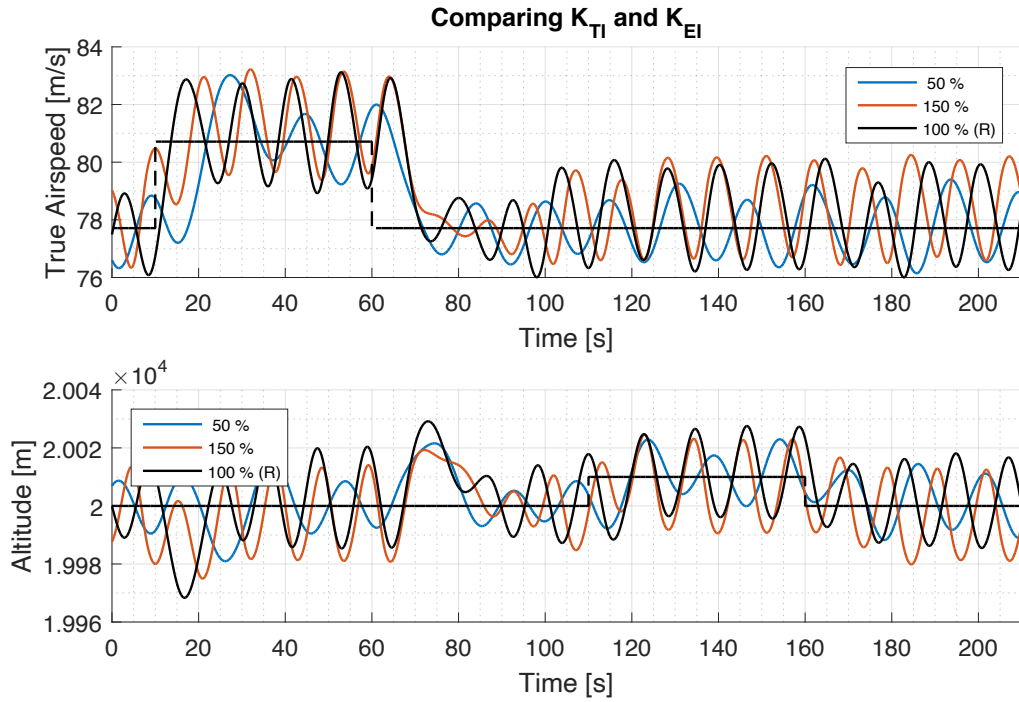 Comparing K_TI and K_EI
True Airspeed [m/s]
84
82
80
78
76
50 %
150 %
100 % (R)
0 20 40 60 80 100 120 140 160 180 200
Time [s]
×10^4
Altitude [m]
2.004
2.002
2
1.998
1.996
50 %
150 %
100 % (R)
0 20 40 60 80 100 120 140 160 180 200
Time [s]